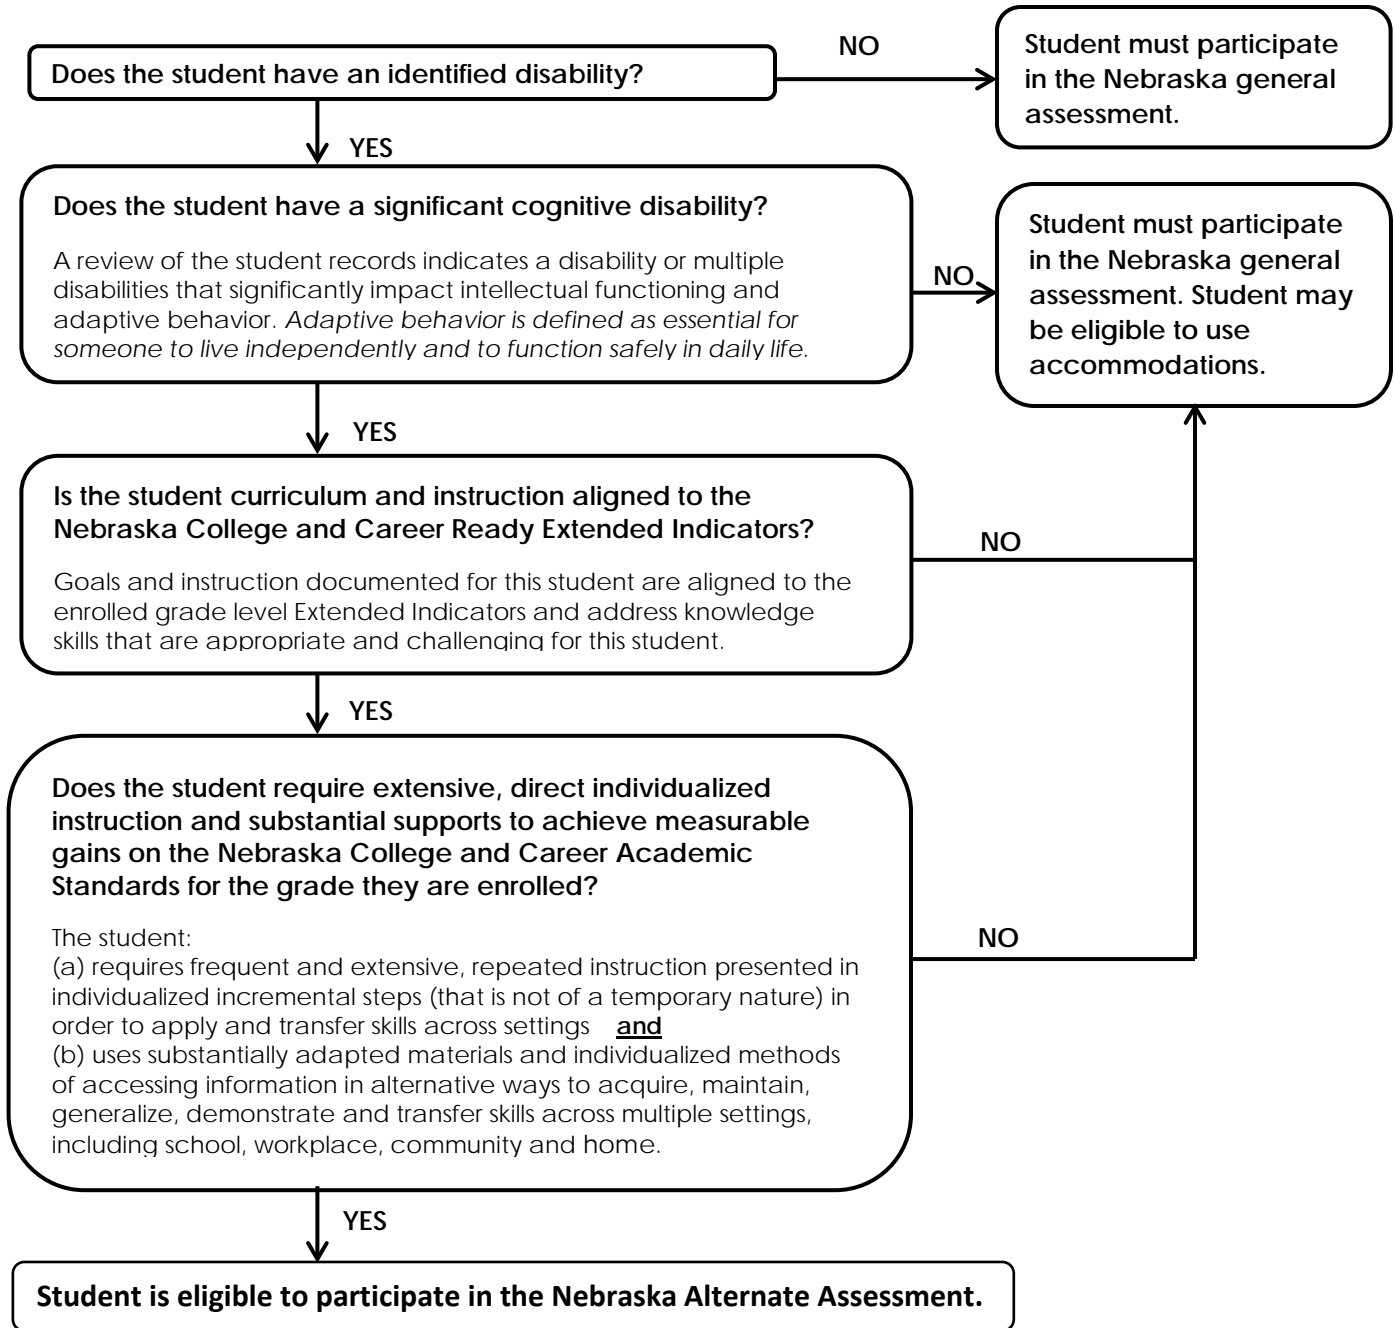 Does the student have an identified disability?
NO
Student must participate
in the Nebraska general
assessment.
YES
Does the student have a significant cognitive disability?
A review of the student records indicates a disability or multiple
disabilities that significantly impact intellectual functioning and
adaptive behavior. Adaptive behavior is defined as essential for
someone to live independently and to function safely in daily life.
NO
Student must participate
in the Nebraska general
assessment. Student may
be eligible to use
accommodations.
YES
Is the student curriculum and instruction aligned to the
Nebraska College and Career Ready Extended Indicators?
Goals and instruction documented for this student are aligned to the
enrolled grade level Extended Indicators and address knowledge
skills that are appropriate and challenging for this student.
NO
YES
Does the student require extensive, direct individualized
instruction and substantial supports to achieve measurable
gains on the Nebraska College and Career Academic
Standards for the grade they are enrolled?
The student:
(a) requires frequent and extensive, repeated instruction presented in
individualized incremental steps (that is not of a temporary nature) in
order to apply and transfer skills across settings and
(b) uses substantially adapted materials and individualized methods
of accessing information in alternative ways to acquire, maintain,
generalize, demonstrate and transfer skills across multiple settings,
including school, workplace, community and home.
NO
YES
Student is eligible to participate in the Nebraska Alternate Assessment.